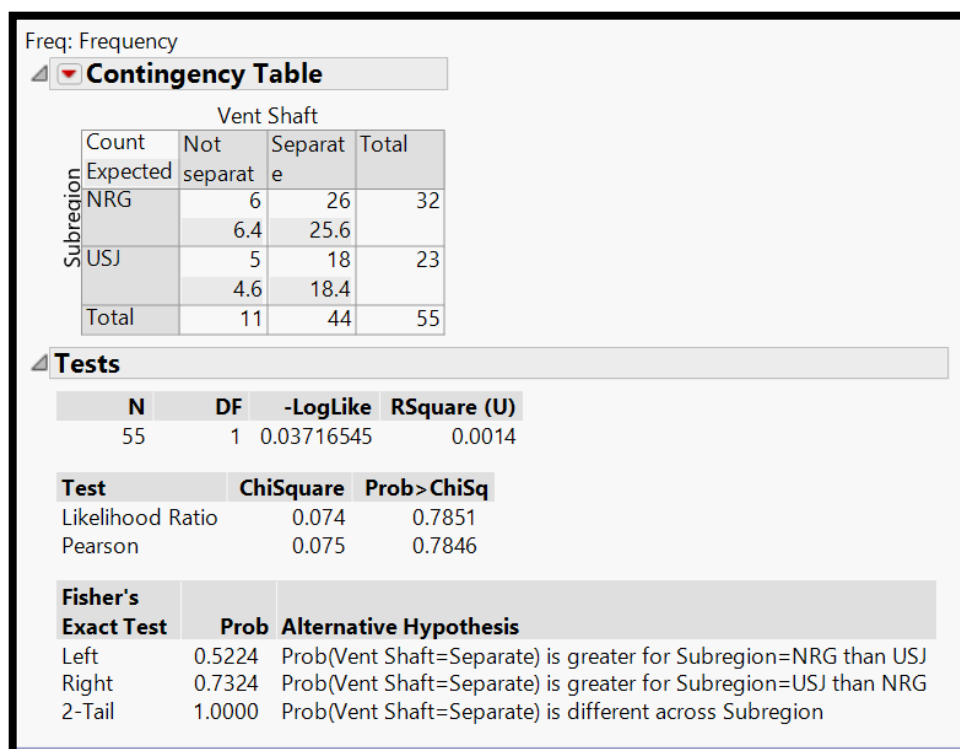 Freq: Frequency
Contingency Table
Vent Shaft
Subregion
Count Not Separat Total
Expected separat e
NRG 6 26 32
6.4 25.6
USJ 5 18 23
4.6 18.4
Total 11 44 55
Tests
N DF -LogLike RSquare (U)
55 1 0.03716545 0.0014
Test ChiSquare Prob>ChiSq
Likelihood Ratio 0.074 0.7851
Pearson 0.075 0.7846
Fisher's
Exact Test Prob Alternative Hypothesis
Left 0.5224 Prob(Vent Shaft=Separate) is greater for Subregion=NRG than USJ
Right 0.7324 Prob(Vent Shaft=Separate) is greater for Subregion=USJ than NRG
2-Tail 1.0000 Prob(Vent Shaft=Separate) is different across Subregion